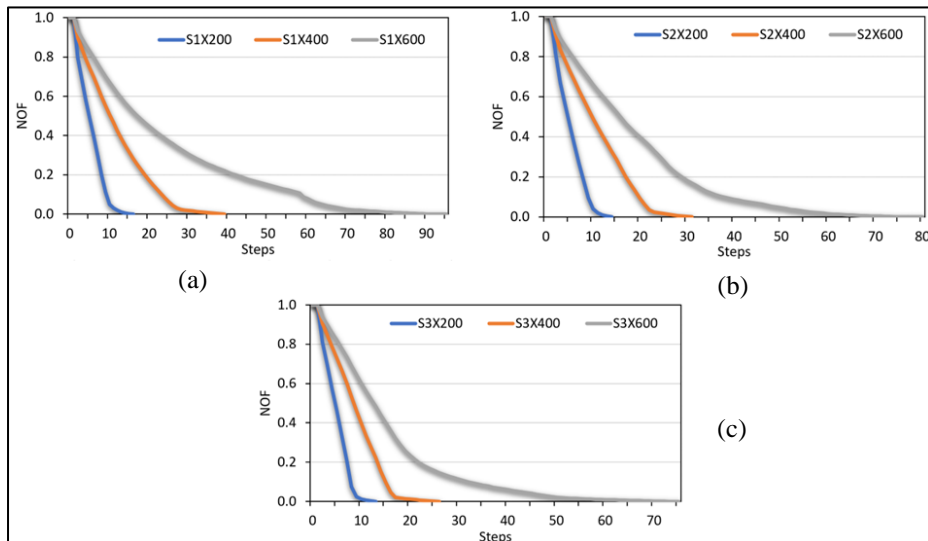 1.0
S1X200 S1X400 S1X600
0.8
0.6
NOF
0.4
0.2
0.0
0 10 20 30 40 50 60 70 80 90
Steps
(a)
1.0
S2X200 S2X400 S2X600
0.8
0.6
NOF
0.4
0.2
0.0
0 10 20 30 40 50 60 70 80
Steps
(b)
1.0
S3X200 S3X400 S3X600
0.8
0.6
NOF
0.4
0.2
0.0
0 10 20 30 40 50 60 70
Steps
(c)